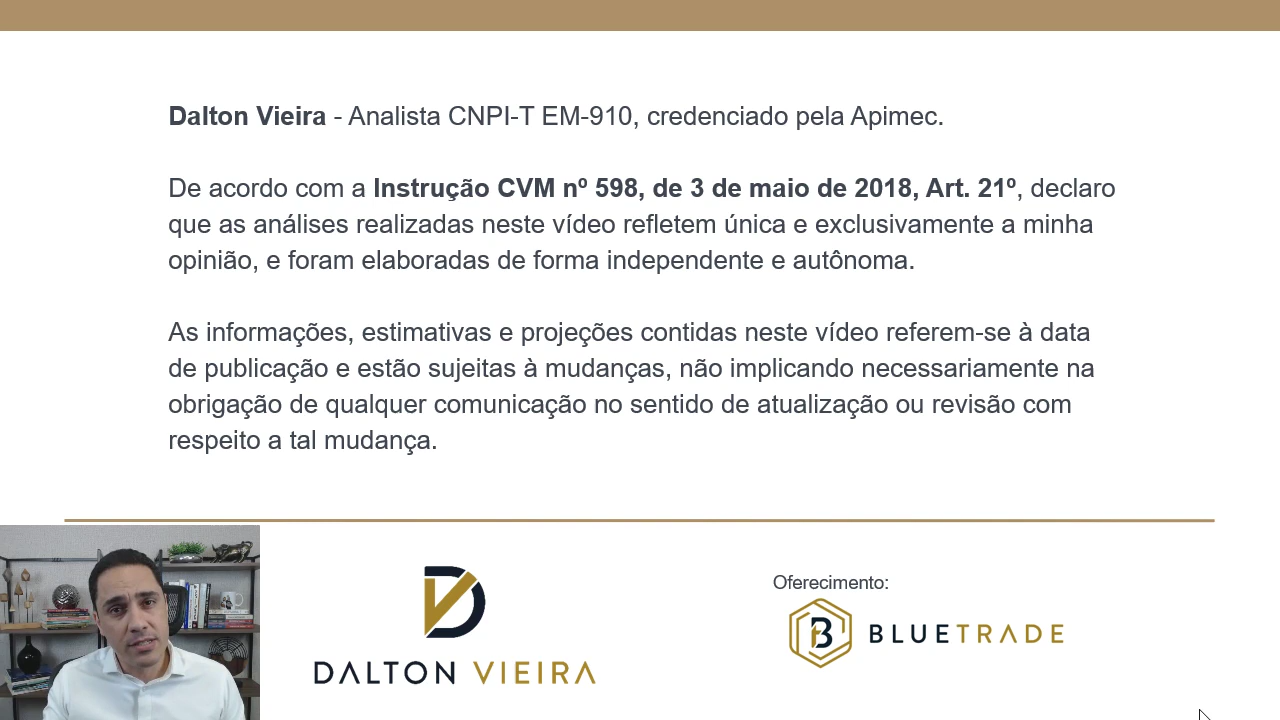 Dalton Vieira - Analista CNPI-T EM-910, credenciado pela Apimec.
De acordo com a Instrução CVM nº 598, de 3 de maio de 2018, Art. 21º, declaro
que as análises realizadas neste vídeo refletem única e exclusivamente a minha
opinião, e foram elaboradas de forma independente e autônoma.
As informações, estimativas e projeções contidas neste vídeo referem-se à data
de publicação e estão sujeitas à mudanças, não implicando necessariamente na
obrigação de qualquer comunicação no sentido de atualização ou revisão com
respeito a tal mudança.
DALTON VIEIRA
Oferecimento:
BLUETRADE